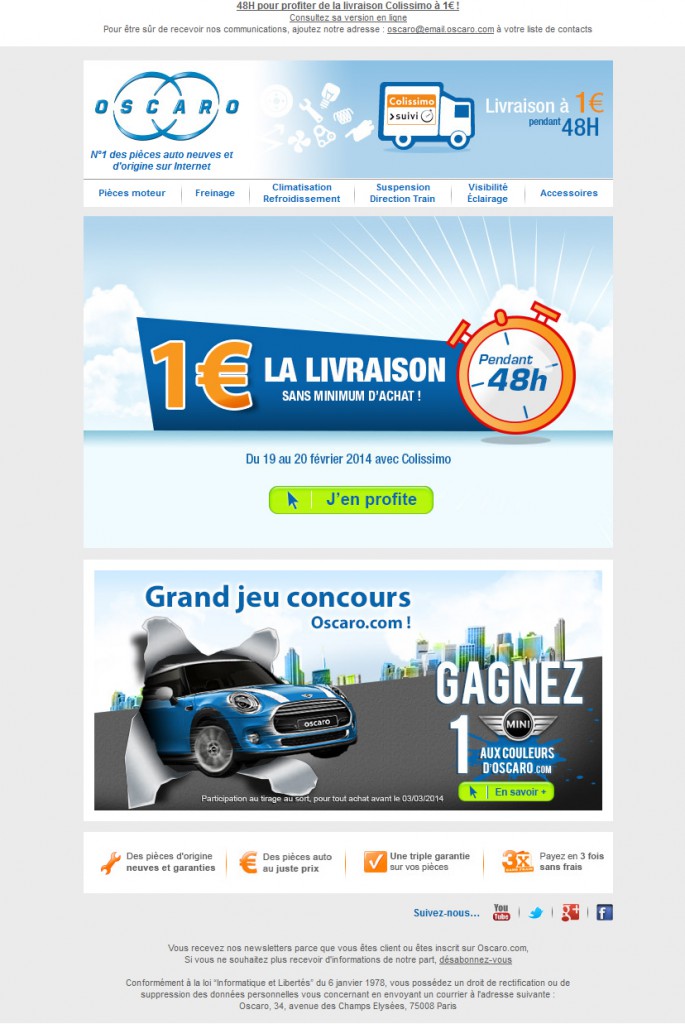 48H pour profiter de la livraison Colissimo à 1€ !
Consultez sa version en ligne
Pour être sûr de recevoir nos communications, ajoutez notre adresse : oscaro@email.oscaro.com à votre liste de contacts
OSCARO
N°1 des pièces auto neuves et
d'origine sur Internet
Colissimo
>suivi
Livraison à 1€
pendant 48H
Pièces moteur
Freinage
Climatisation
Refroidissement
Suspension
Direction Train
Visibilité
Éclairage
Accessoires
1€ LA LIVRAISON
SANS MINIMUM D'ACHAT !
Pendant
48h
Du 19 au 20 février 2014 avec Colissimo
J'en profite
Grand jeu concours
Oscaro.com !
oscaro
GAGNEZ
1 MINI
AUX COULEURS
D'OSCARO.COM
En savoir +
Participation au tirage au sort, pour tout achat avant le 03/03/2014
Des pièces d'origine
neuves et garanties
€
Des pièces auto
au juste prix
Une triple garantie
sur vos pièces
3X
Payez en 3 fois
sans frais
Suivez-nous...
You
Tube
g+
f
Vous recevez nos newsletters parce que vous êtes client ou êtes inscrit sur Oscaro.com,
Si vous ne souhaitez plus recevoir d'informations de notre part, désabonnez-vous
Conformément à la loi "Informatique et Libertés" du 6 janvier 1978, vous possédez un droit de rectification ou de
suppression des données personnelles vous concernant en envoyant un courrier à l'adresse suivante :
Oscaro, 34, avenue des Champs Elysées, 75008 Paris